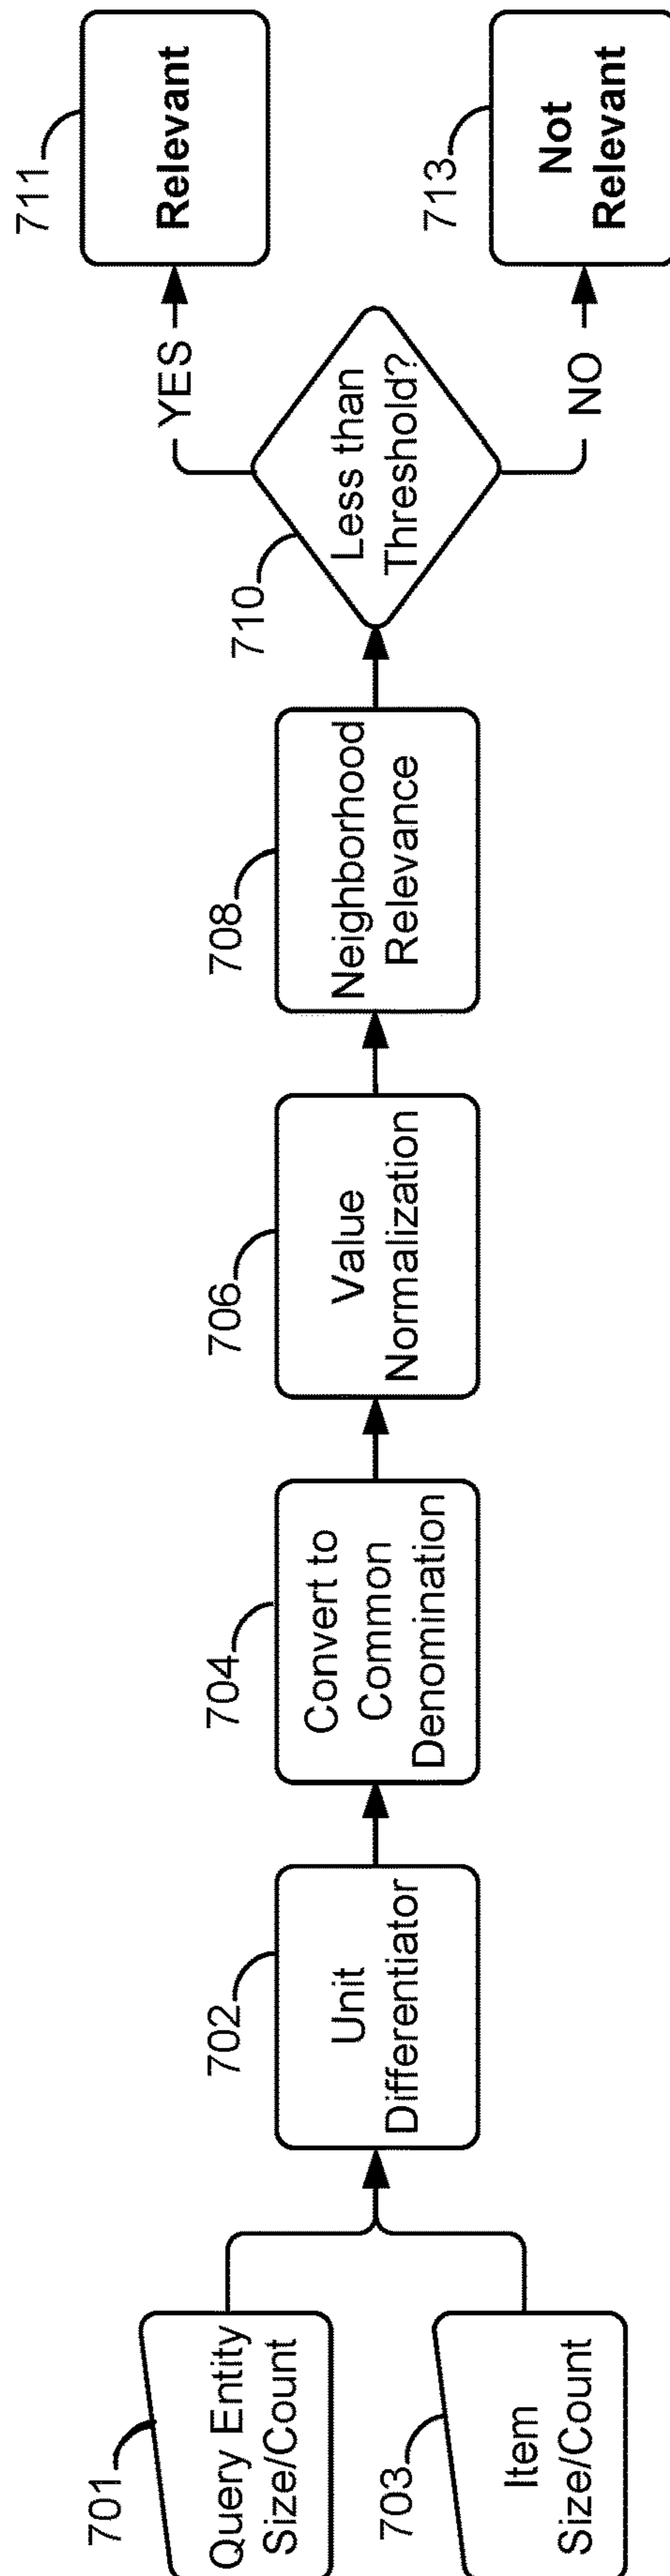 701
Query Entity
Size/Count
703
Item
Size/Count
702
Unit
Differentiator
704
Convert to
Common
Denomination
706
Value
Normalization
708
Neighborhood
Relevance
710
Less than
Threshold?
YES
711
Relevant
NO
713
Not
Relevant